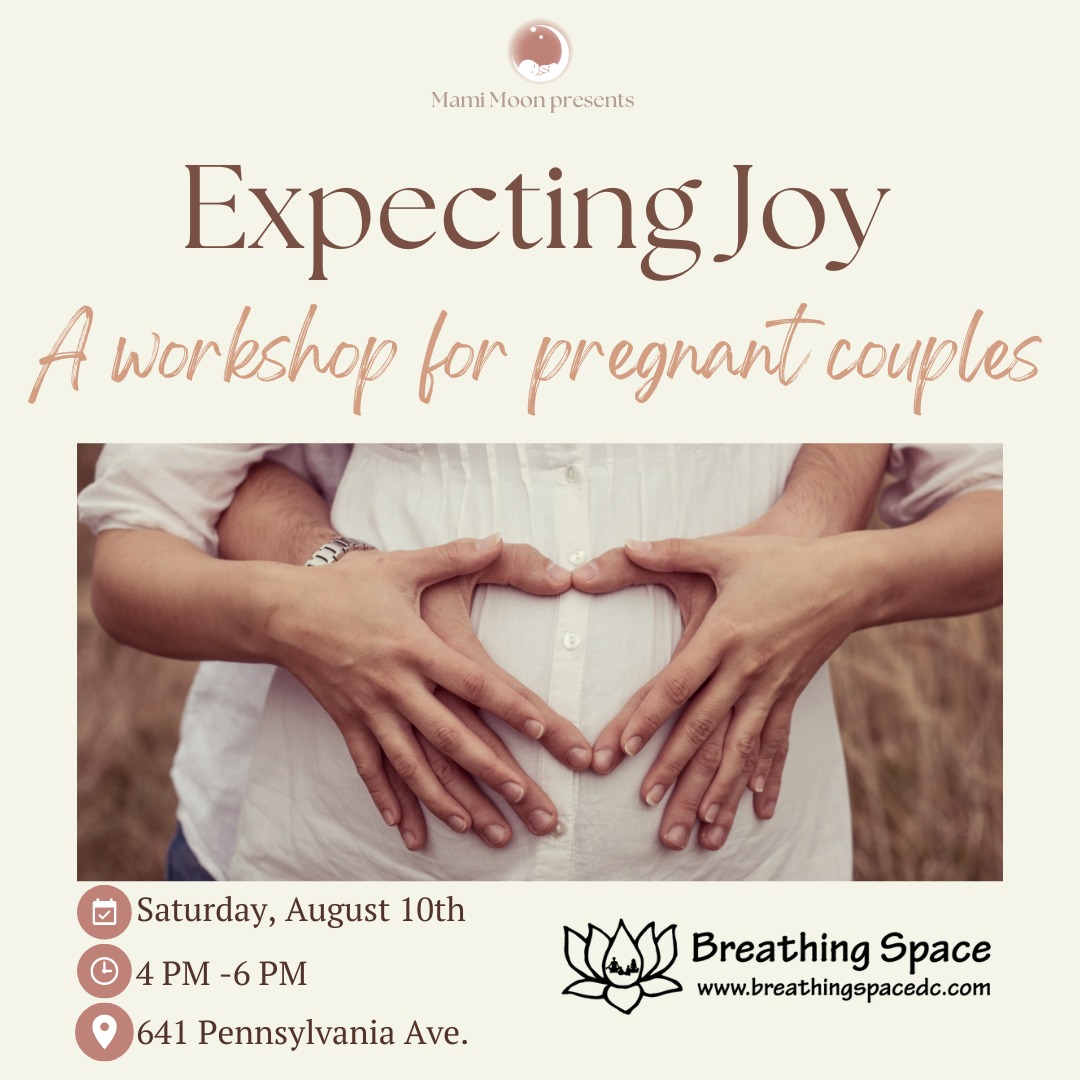 Mami Moon presents
Expecting Joy
A workshop for pregnant couples
Saturday, August 10th
4 PM -6 PM
641 Pennsylvania Ave.
Breathing Space
www.breathingspacedc.com